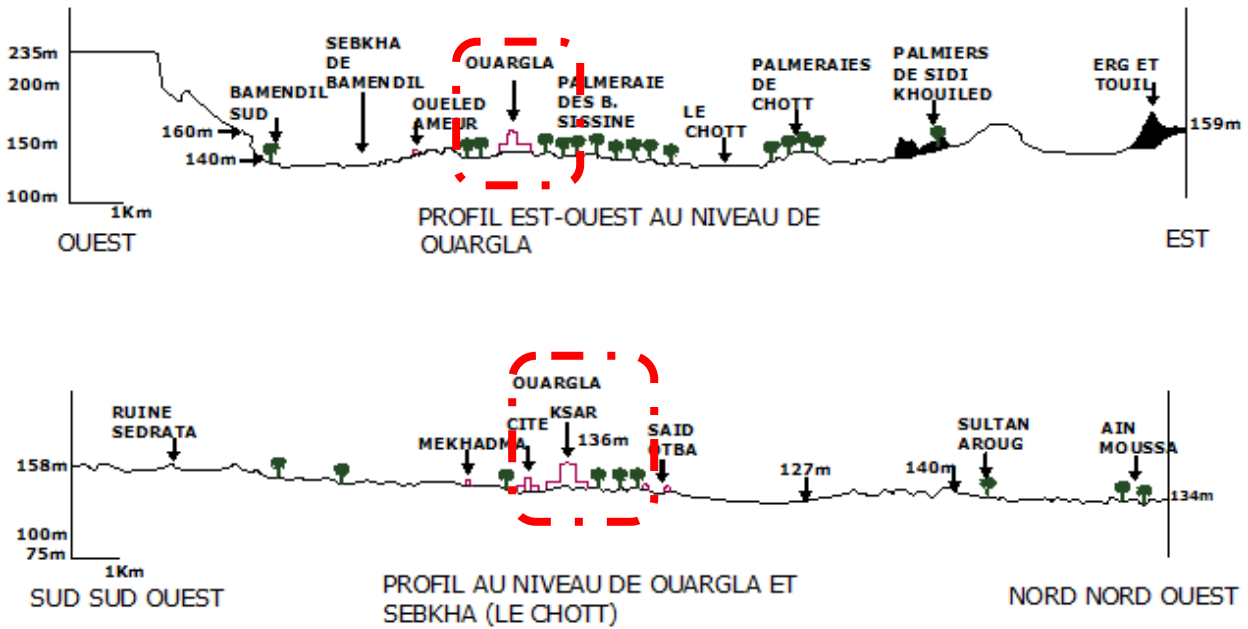 235m
200m
150m
100m
1Km
OUEST
160m
140m
BAMENDIL
SUD
SEBKHA
DE
BAMENDIL
OUELED
AMEUR
OUARGLA
PALMERAIE
DES B.
SISSINE
LE
CHOTT
PALMERAIES
DE
CHOTT
PALMIERS
DE SIDI
KHOUILED
ERG ET
TOUIL
159m
PROFIL EST-OUEST AU NIVEAU DE
OUARGLA
EST
158m
100m
75m
1Km
SUD SUD OUEST
RUINE
SEDRATA
MEKHADMA
OUARGLA
CITE
KSAR
136m
SAID
OTBA
127m
140m
SULTAN
AROUG
AIN
MOUSSA
134m
PROFIL AU NIVEAU DE OUARGLA ET
SEBKHA (LE CHOTT)
NORD NORD OUEST